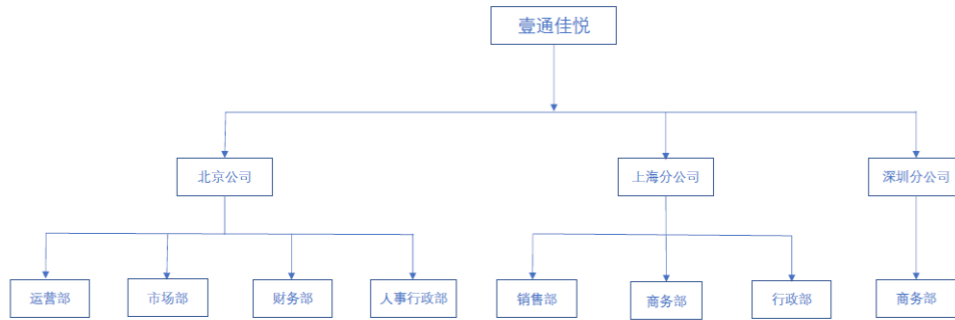 壹通佳悦
北京公司
上海分公司
深圳分公司
运营部
市场部
财务部
人事行政部
销售部
商务部
行政部
商务部